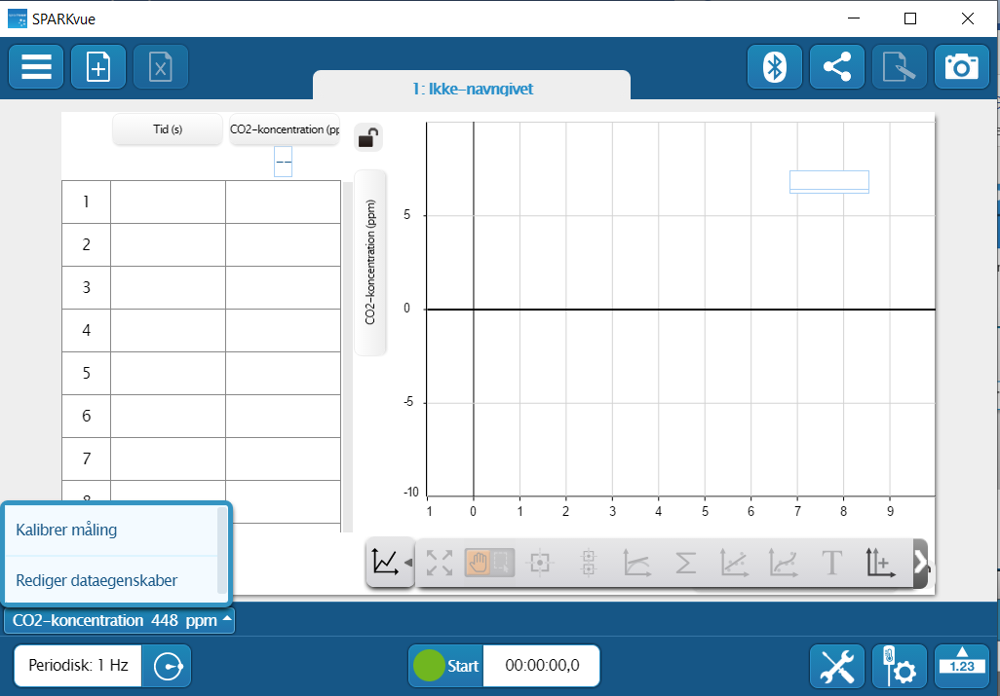 SPARKvue
1: Ikke-navngivet
Tid (s)
CO2-koncentration (pp
--
1
2
3
4
5
6
7
8
CO2-koncentration (ppm)
5
0
-5
-10
1 0 1 2 3 4 5 6 7 8 9
T
Kalibrer måling
Rediger dataegenskaber
CO2-koncentration 448 ppm
Periodisk: 1 Hz
Start
00:00:00,0
1.23